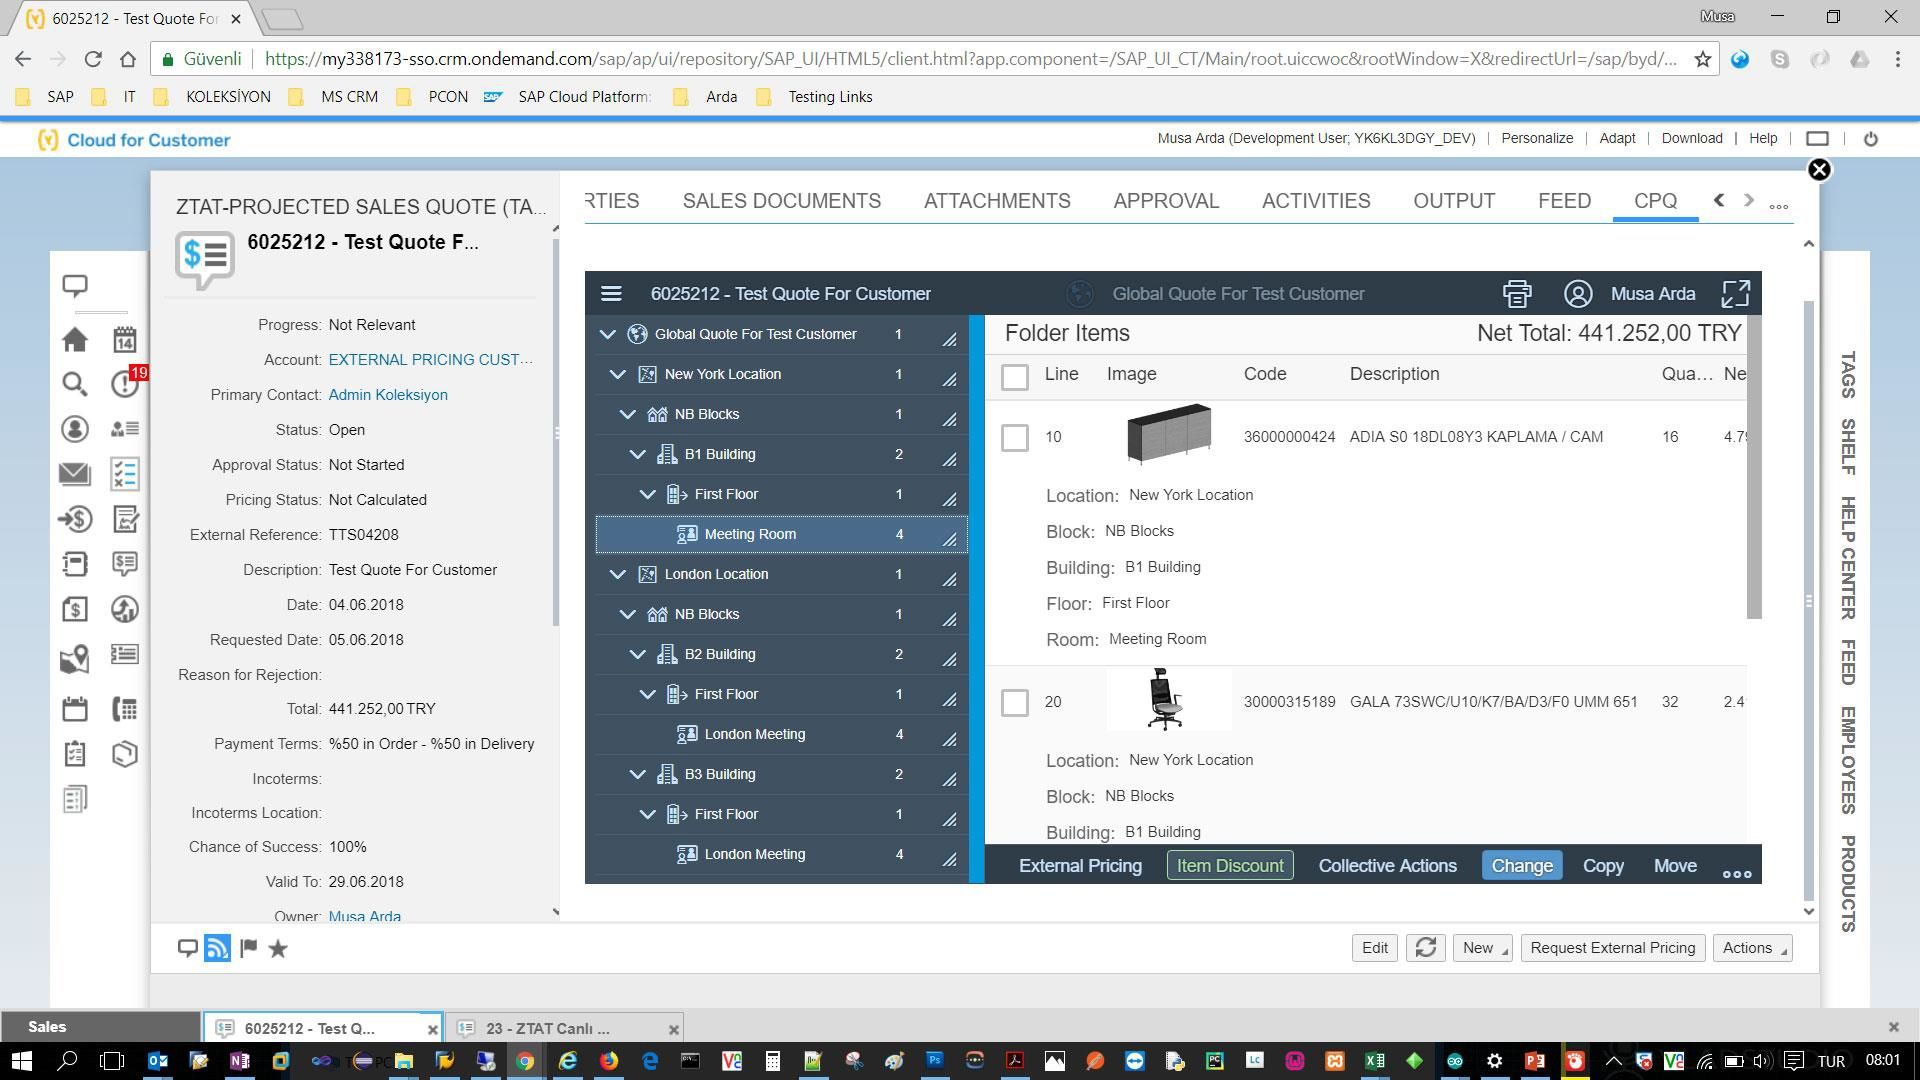 6025212 - Test Quote For
Musa
Güvenli
https://my338173-sso.crm.ondemand.com/sap/ap/ui/repository/SAP_UI/HTML5/client.html?app.component=/SAP_UI_CT/Main/root.uiccwoc&rootWindow=X&redirectUrl=/sap/byd/...
SAP IT KOLEKSİYON MS CRM PCON SAP Cloud Platform: Arda Testing Links
Cloud for Customer
Musa Arda (Development User; YK6KL3DGY_DEV) | Personalize | Adapt | Download | Help
ZTAT-PROJECTED SALES QUOTE (TA...
6025212 - Test Quote F...
14
19
Progress: Not Relevant
Account: EXTERNAL PRICING CUST...
Primary Contact: Admin Koleksiyon
Status: Open
Approval Status: Not Started
Pricing Status: Not Calculated
External Reference: TTS04208
Description: Test Quote For Customer
Date: 04.06.2018
Requested Date: 05.06.2018
Reason for Rejection:
Total: 441.252,00 TRY
Payment Terms: %50 in Order - %50 in Delivery
Incoterms:
Incoterms Location:
Chance of Success: 100%
Valid To: 29.06.2018
Owner: Musa Arda
RTIES SALES DOCUMENTS ATTACHMENTS APPROVAL ACTIVITIES OUTPUT FEED CPQ
6025212 - Test Quote For Customer
Global Quote For Test Customer
Musa Arda
Global Quote For Test Customer 1
New York Location 1
NB Blocks 1
B1 Building 2
First Floor 1
Meeting Room 4
London Location 1
NB Blocks 1
B2 Building 2
First Floor 1
London Meeting 4
B3 Building 2
First Floor 1
London Meeting 4
Folder Items
Net Total: 441.252,00 TRY
Line Image Code Description Qua... Ne
10 36000000424 ADIA S0 18DL08Y3 KAPLAMA / CAM 16 4.79
Location: New York Location
Block: NB Blocks
Building: B1 Building
Floor: First Floor
Room: Meeting Room
20 30000315189 GALA 73SWC/U10/K7/BA/D3/F0 UMM 651 32 2.4
Location: New York Location
Block: NB Blocks
Building: B1 Building
External Pricing Item Discount Collective Actions Change Copy Move
TAGS
SHELF
HELP CENTER
FEED
EMPLOYEES
PRODUCTS
Edit New Request External Pricing Actions
Sales
6025212 - Test Q...
23 - ZTAT Canlı ...
TUR 08:01